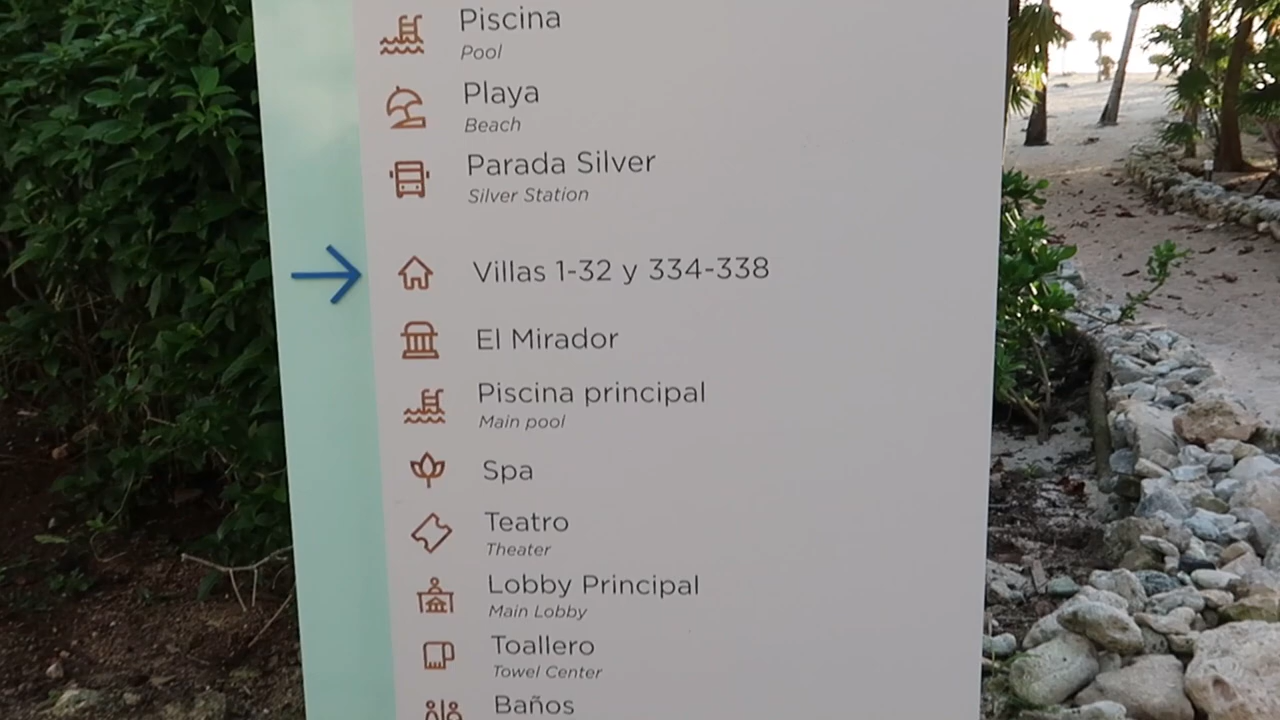 Piscina
Pool
Playa
Beach
Parada Silver
Silver Station
Villas 1-32 y 334-338
El Mirador
Piscina principal
Main pool
Spa
Teatro
Theater
Lobby Principal
Main Lobby
Toallero
Towel Center
Baños